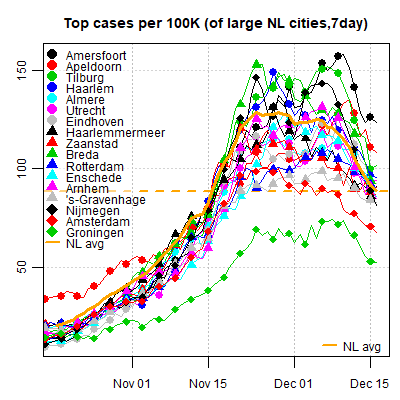 Top cases per 100K (of large NL cities,7day)
150
100
50
Amersfoort
Apeldoorn
Tilburg
Haarlem
Almere
Utrecht
Eindhoven
Haarlemmermeer
Zaanstad
Breda
Rotterdam
Enschede
Arnhem
's-Gravenhage
Nijmegen
Amsterdam
Groningen
NL avg
NL avg
Nov 01
Nov 15
Dec 01
Dec 15